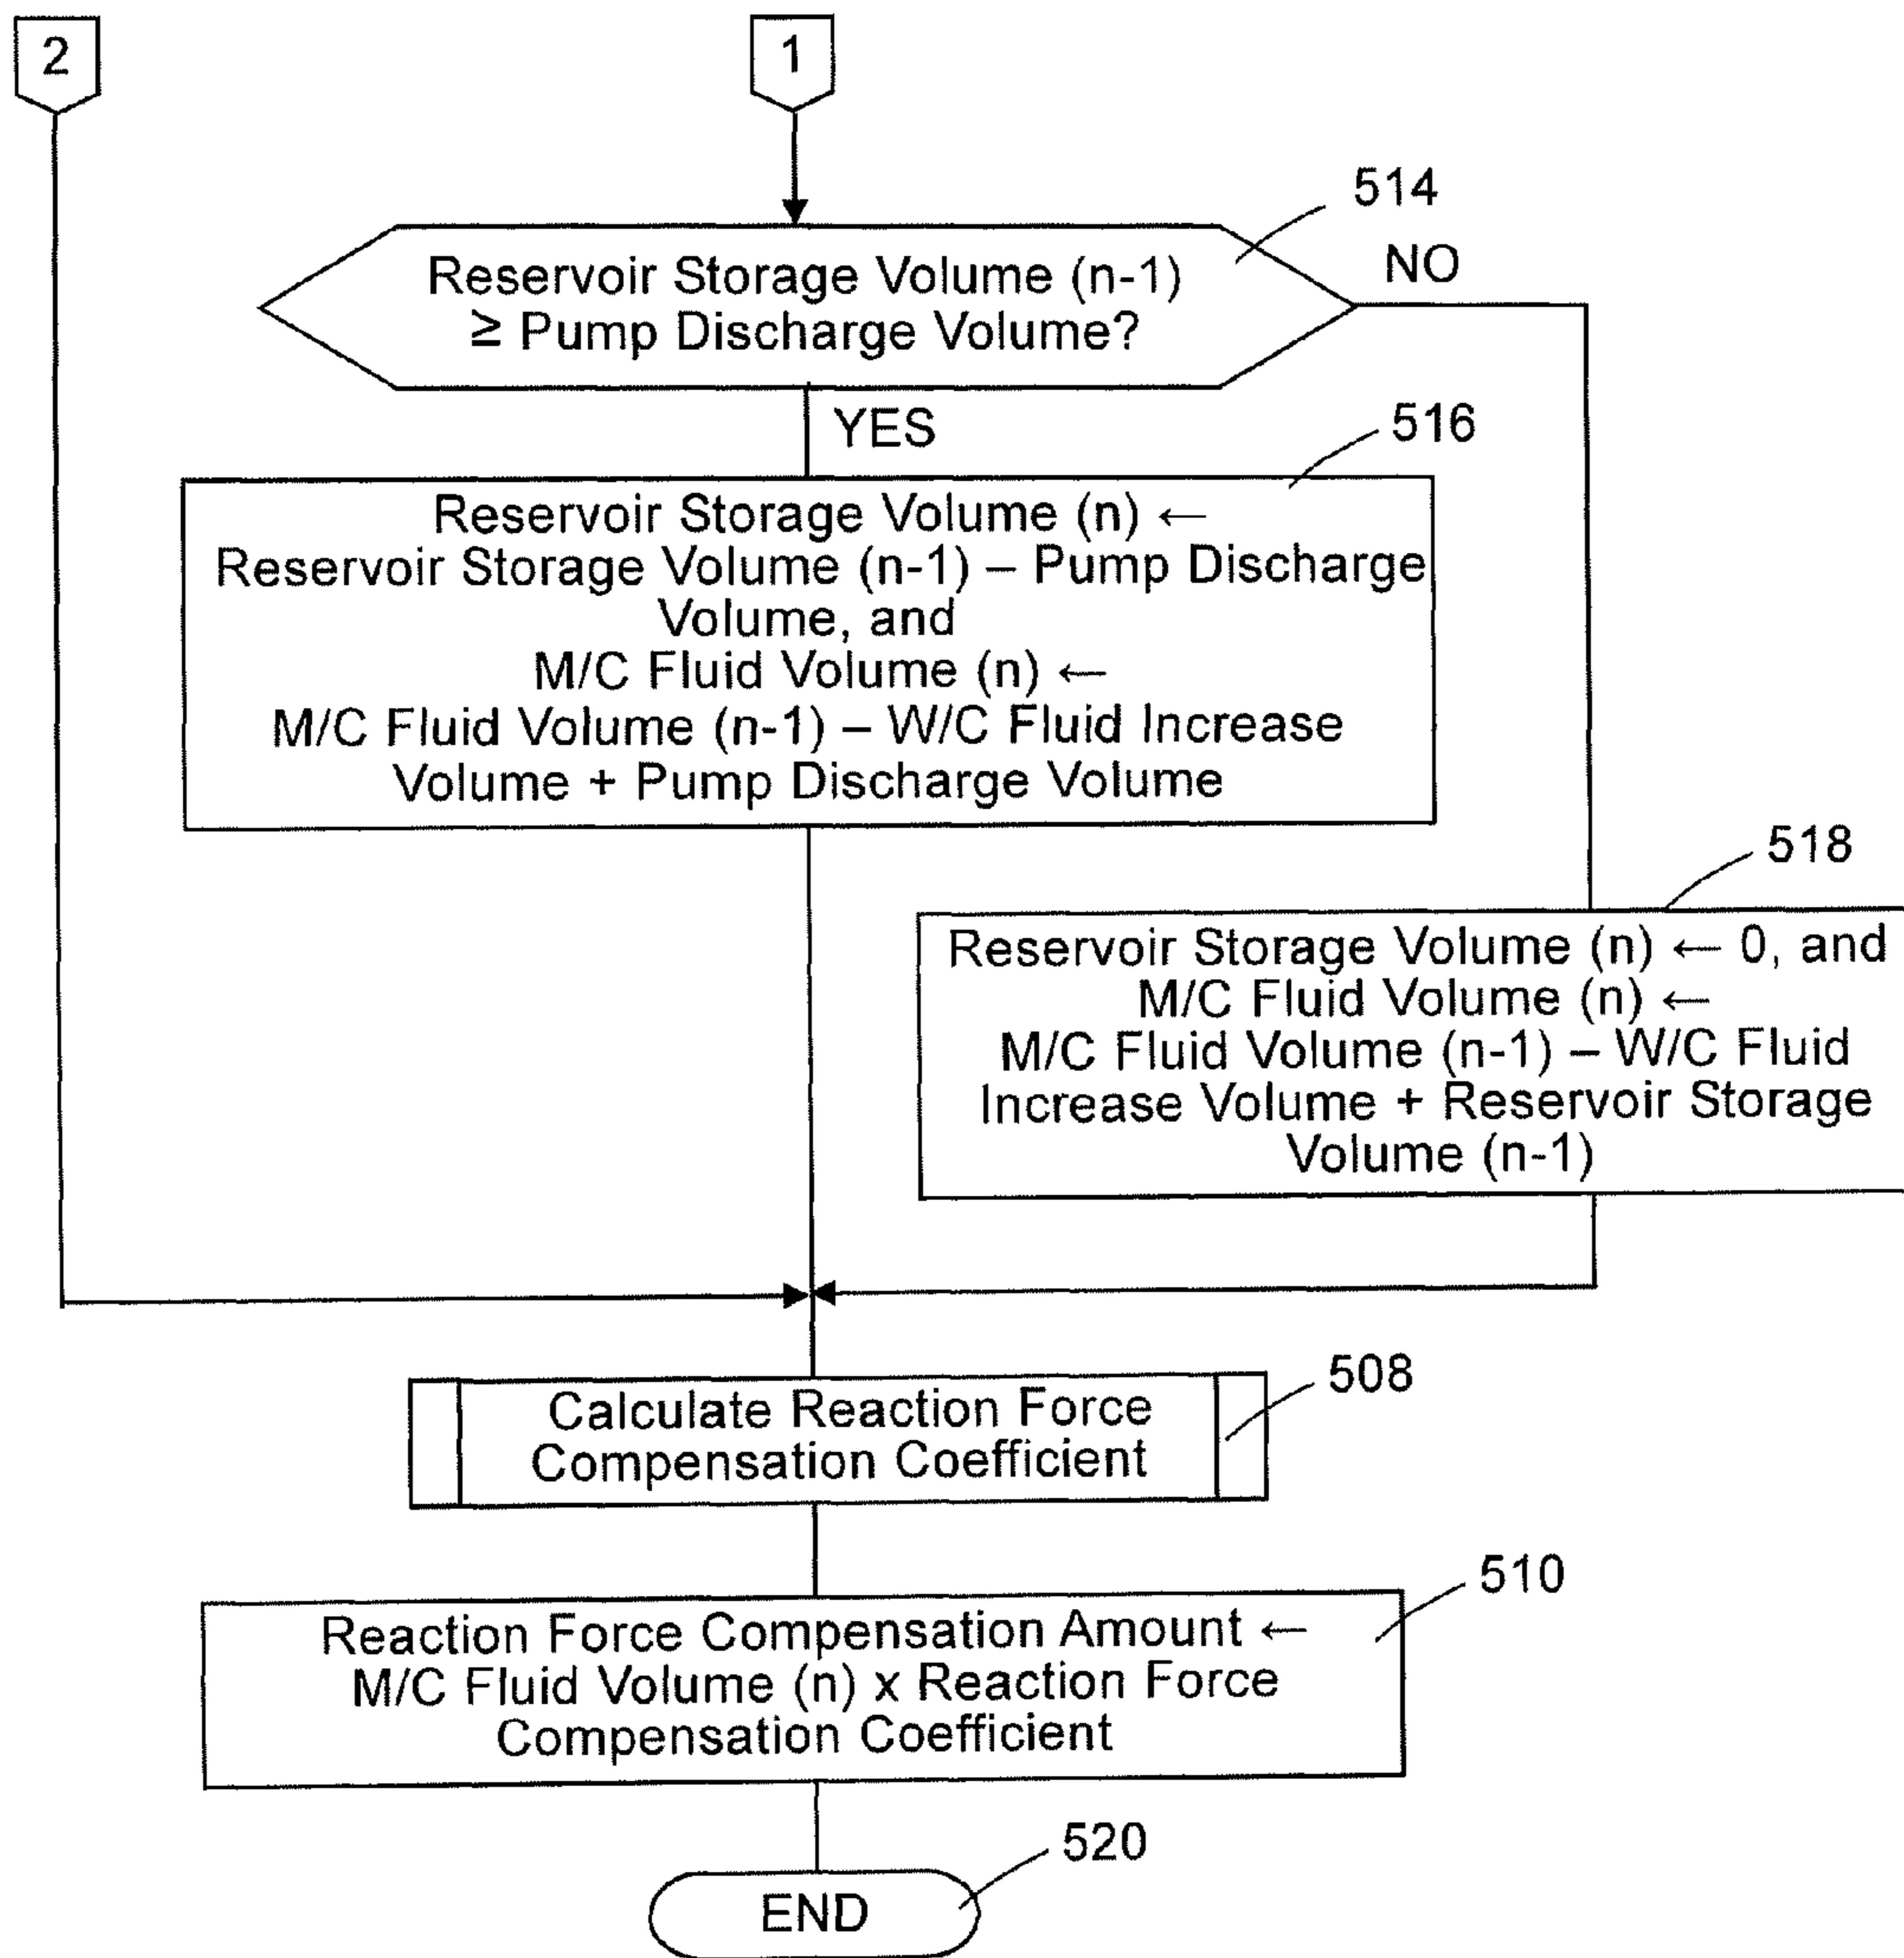 2
1
514
Reservoir Storage Volume (n-1)
≥ Pump Discharge Volume?
NO
YES
516
Reservoir Storage Volume (n) ←
Reservoir Storage Volume (n-1) – Pump Discharge
Volume, and
M/C Fluid Volume (n) ←
M/C Fluid Volume (n-1) – W/C Fluid Increase
Volume + Pump Discharge Volume
518
Reservoir Storage Volume (n) ← 0, and
M/C Fluid Volume (n) ←
M/C Fluid Volume (n-1) – W/C Fluid
Increase Volume + Reservoir Storage
Volume (n-1)
508
Calculate Reaction Force
Compensation Coefficient
510
Reaction Force Compensation Amount ←
M/C Fluid Volume (n) x Reaction Force
Compensation Coefficient
520
END